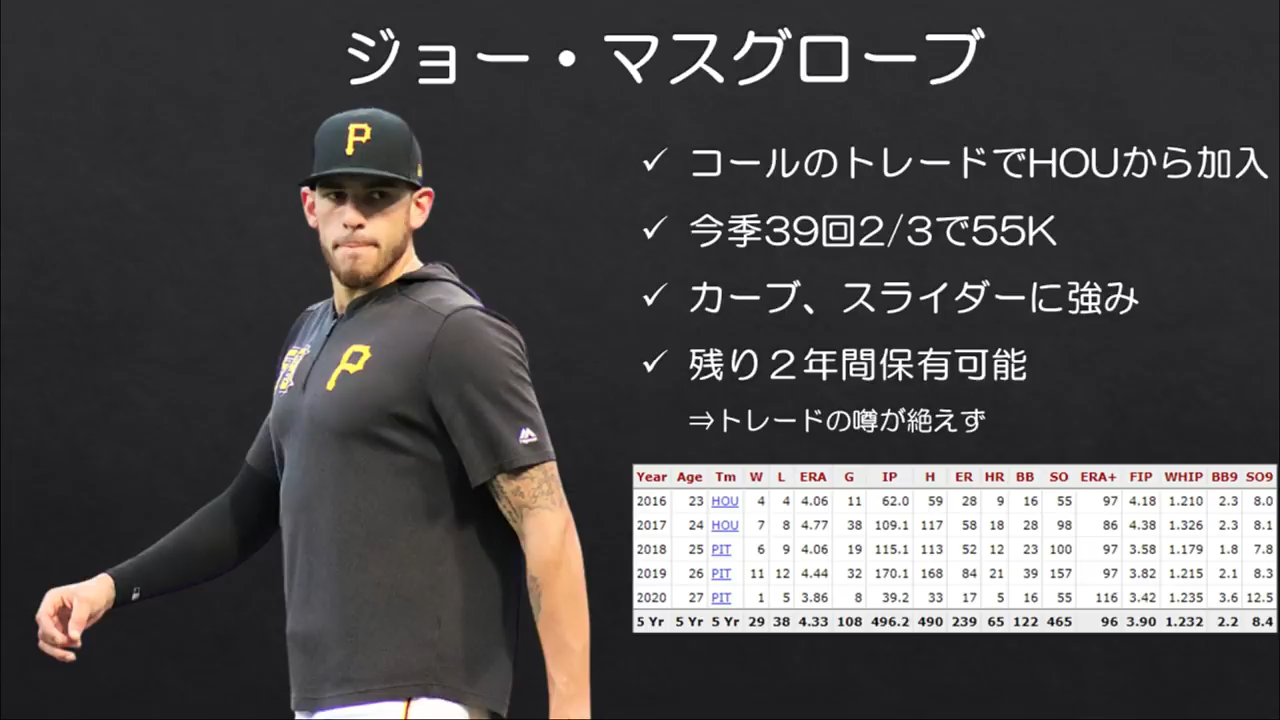 ジョー・マスグローブ
✓ コールのトレードでHOUから加入
✓ 今季39回2/3で55K
✓ カーブ、スライダーに強み
✓ 残り２年間保有可能
⇒トレードの噂が絶えず
P
P
Year Age Tm W L ERA G IP H ER HR BB SO ERA+ FIP WHIP BB9 SO9
2016 23 HOU 4 4 4.06 11 62.0 59 28 9 16 55 97 4.18 1.210 2.3 8.0
2017 24 HOU 7 8 4.77 38 109.1 117 58 18 28 98 86 4.38 1.326 2.3 8.1
2018 25 PIT 6 9 4.06 19 115.1 113 52 12 23 100 97 3.58 1.179 1.8 7.8
2019 26 PIT 11 12 4.44 32 170.1 168 84 21 39 157 97 3.82 1.215 2.1 8.3
2020 27 PIT 1 5 3.86 8 39.2 33 17 5 16 55 116 3.42 1.235 3.6 12.5
5 Yr 5 Yr 5 Yr 29 38 4.33 108 496.2 490 239 65 122 465 96 3.90 1.232 2.2 8.4